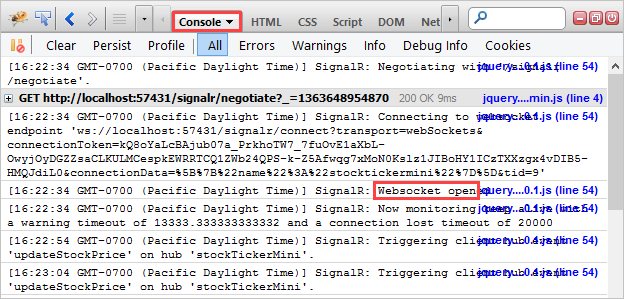 Console HTML CSS Script DOM Net
Clear Persist Profile All Errors Warnings Info Debug Info Cookies
[16:22:34 GMT-0700 (Pacific Daylight Time)] SignalR: Negotiating with '/signalr jquery....0.1.js (line 54)
/negotiate'.
GET http://localhost:57431/signalr/negotiate?_=1363648954870 200 OK 9ms jquery....min.js (line 4)
[16:22:34 GMT-0700 (Pacific Daylight Time)] SignalR: Connecting to jquery....0.1.js (line 54)
endpoint 'ws://localhost:57431/signalr/connect?transport=webSockets&
connectionToken=kQ8oYaLcBAjub07a_PrkhoTW7_7fuOvE1aXbL-
OwyjOyDGZZsaCLKULMCespkEWRRTCQ1ZWb24QPS-k-Z5Afwqg7xMoN0Kslz1JIBoHY1ICzTXXzgx4vDIB5-
HMQJdiL0&connectionData=%5B%7B%22name%22%3A%22stocktickermini%22%7D%5D&tid=9'
[16:22:34 GMT-0700 (Pacific Daylight Time)] SignalR: Websocket opened jquery....0.1.js (line 54)
[16:22:34 GMT-0700 (Pacific Daylight Time)] SignalR: Now monitoring jquery....0.1.js (line 54)
a warning timeout of 13333.333333333332 and a connection lost timeout of 20000
[16:22:54 GMT-0700 (Pacific Daylight Time)] SignalR: Triggering client hub event jquery....0.1.js (line 54)
'updateStockPrice' on hub 'stockTickerMini'.
[16:23:04 GMT-0700 (Pacific Daylight Time)] SignalR: Triggering client hub event jquery....0.1.js (line 54)
'updateStockPrice' on hub 'stockTickerMini'.